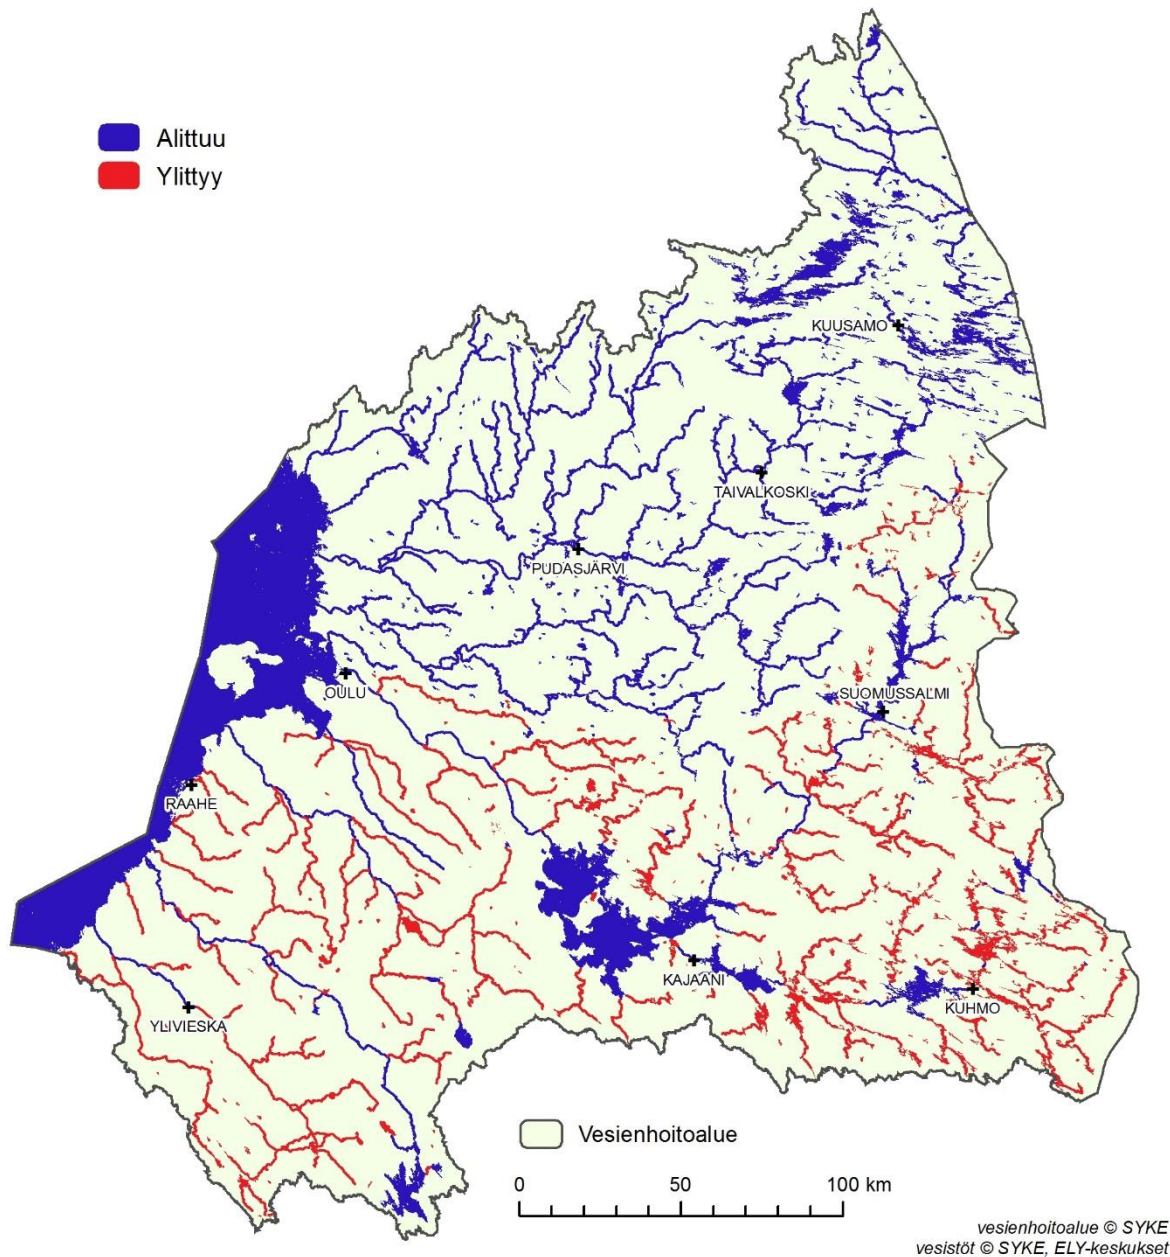 Alittuu
Ylittyy
KUUSAMO
TAIVALKOSKI
PUDASJÄRVI
OULU
SUOMUSSALMI
RAAHE
KAJAANI
KUHMO
YLIVIESKA
Vesienhoitoalue
0 50 100 km
vesienhoitoalue © SYKE
vesistöt © SYKE, ELY-keskukset